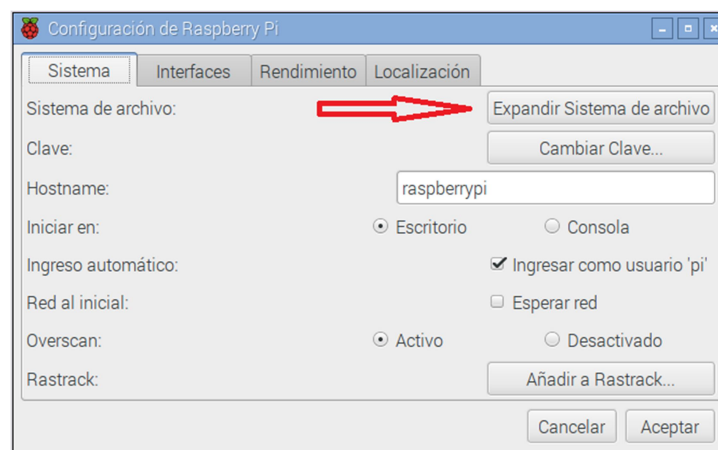 Configuración de Raspberry Pi
Sistema Interfaces Rendimiento Localización
Sistema de archivo: Expandir Sistema de archivo
Clave: Cambiar Clave...
Hostname: raspberrypi
Iniciar en: Escritorio Consola
Ingreso automático: Ingresar como usuario 'pi'
Red al inicial: Esperar red
Overscan: Activo Desactivado
Rastrack: Añadir a Rastrack...
Cancelar Aceptar